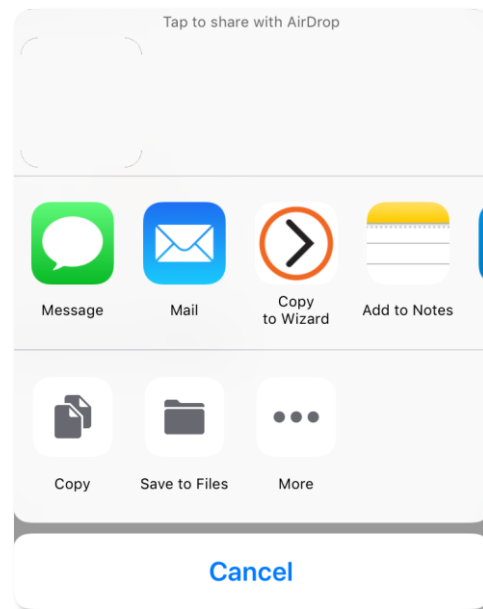 Tap to share with AirDrop
Message
Mail
Copy
to Wizard
Add to Notes
Copy
Save to Files
More
Cancel